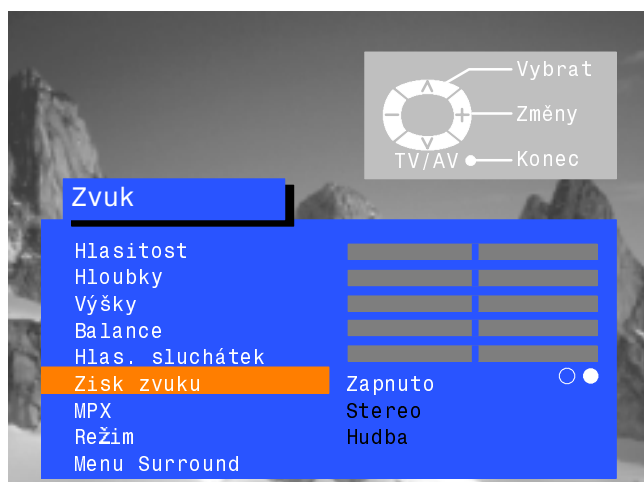 Vybrat
Změny
TV/AV Konec
Zvuk
Hlasitost
Hloubky
Výšky
Balance
Hlas. sluchátek
Zisk zvuku Zapnuto
MPX Stereo
Režim Hudba
Menu Surround